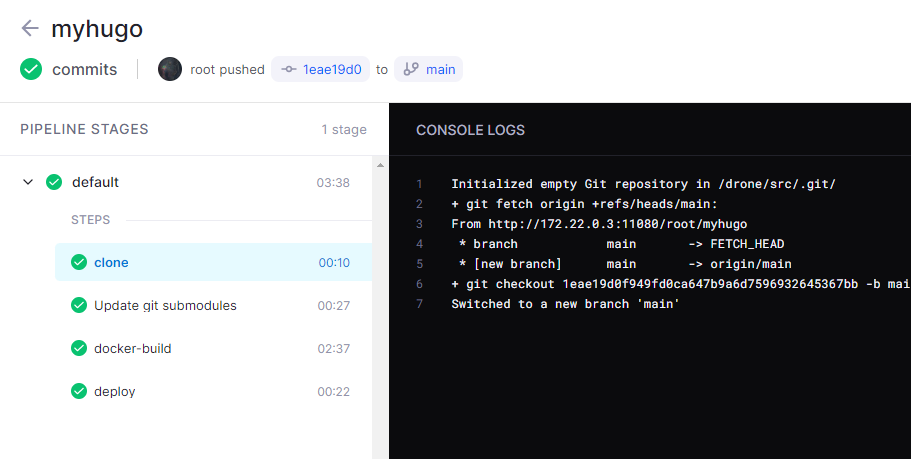 myhugo
commits root pushed 1eae19d0 to main
PIPELINE STAGES 1 stage
default 03:38
STEPS
clone 00:10
Update git submodules 00:27
docker-build 02:37
deploy 00:22
CONSOLE LOGS
1 Initialized empty Git repository in /drone/src/.git/
2 + git fetch origin +refs/heads/main:
3 From http://172.22.0.3:11080/root/myhugo
4 * branch main -> FETCH_HEAD
5 * [new branch] main -> origin/main
6 + git checkout 1eae19d0f949fd0ca647b9a6d7596932645367bb -b mai
7 Switched to a new branch 'main'